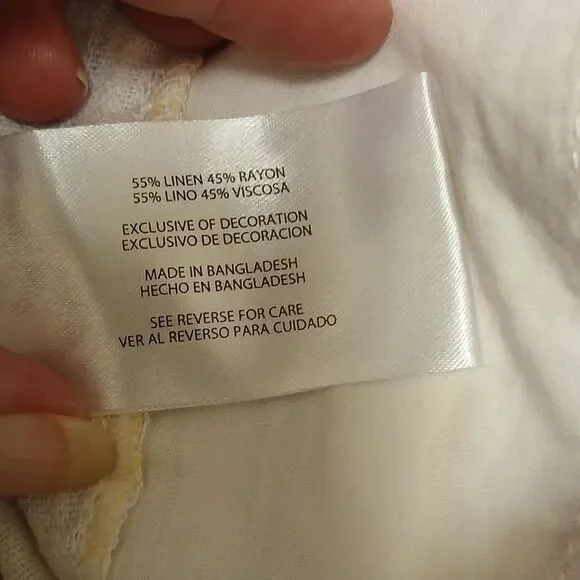 55% LINEN 45% RAYON
55% LINO 45% VISCOSA
EXCLUSIVE OF DECORATION
EXCLUSIVO DE DECORACION
MADE IN BANGLADESH
HECHO EN BANGLADESH
SEE REVERSE FOR CARE
VER AL REVERSO PARA CUIDADO